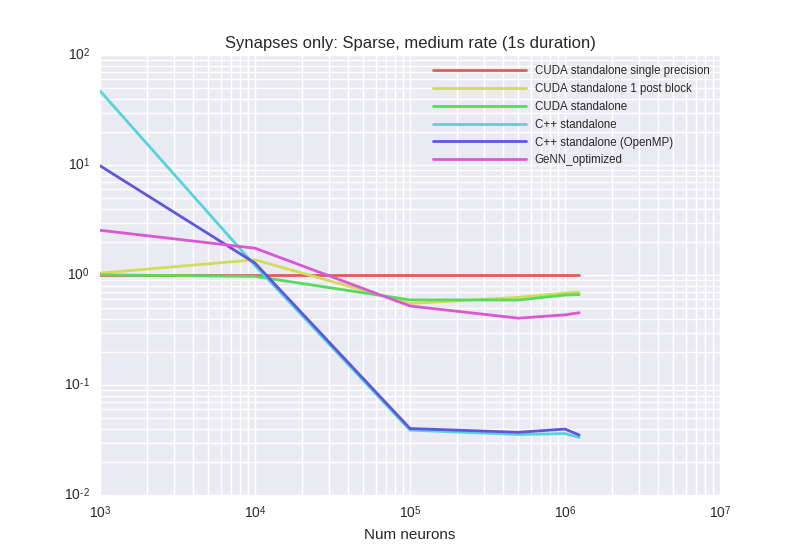 Synapses only: Sparse, medium rate (1s duration)
10²
CUDA standalone single precision
CUDA standalone 1 post block
CUDA standalone
C++ standalone
C++ standalone (OpenMP)
GeNN_optimized
10¹
10⁰
10⁻¹
10⁻²
10³ 10⁴ 10⁵ 10⁶ 10⁷
Num neurons